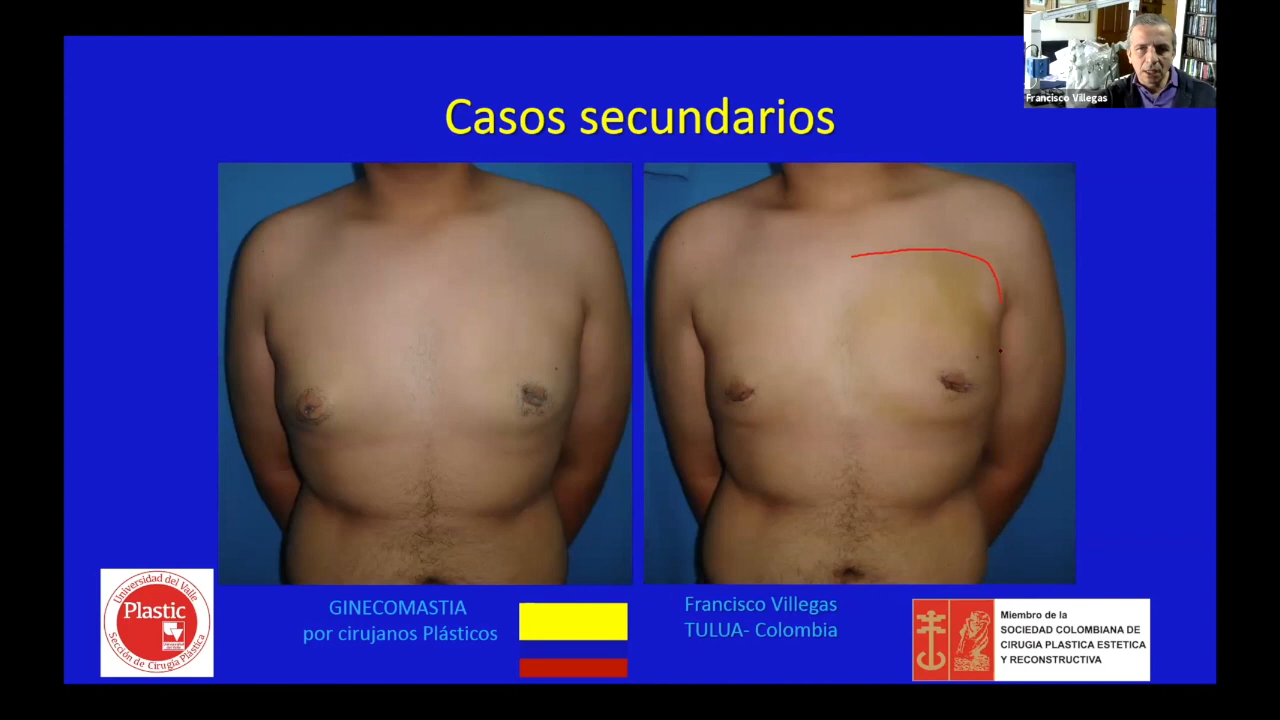 Francisco Villegas
Casos secundarios
Universidad del Valle
Plastic
Sección de Cirugía Plástica
GINECOMASTIA
por cirujanos Plásticos
Francisco Villegas
TULUA- Colombia
Miembro de la
SOCIEDAD COLOMBIANA DE
CIRUGIA PLASTICA ESTETICA
Y RECONSTRUCTIVA